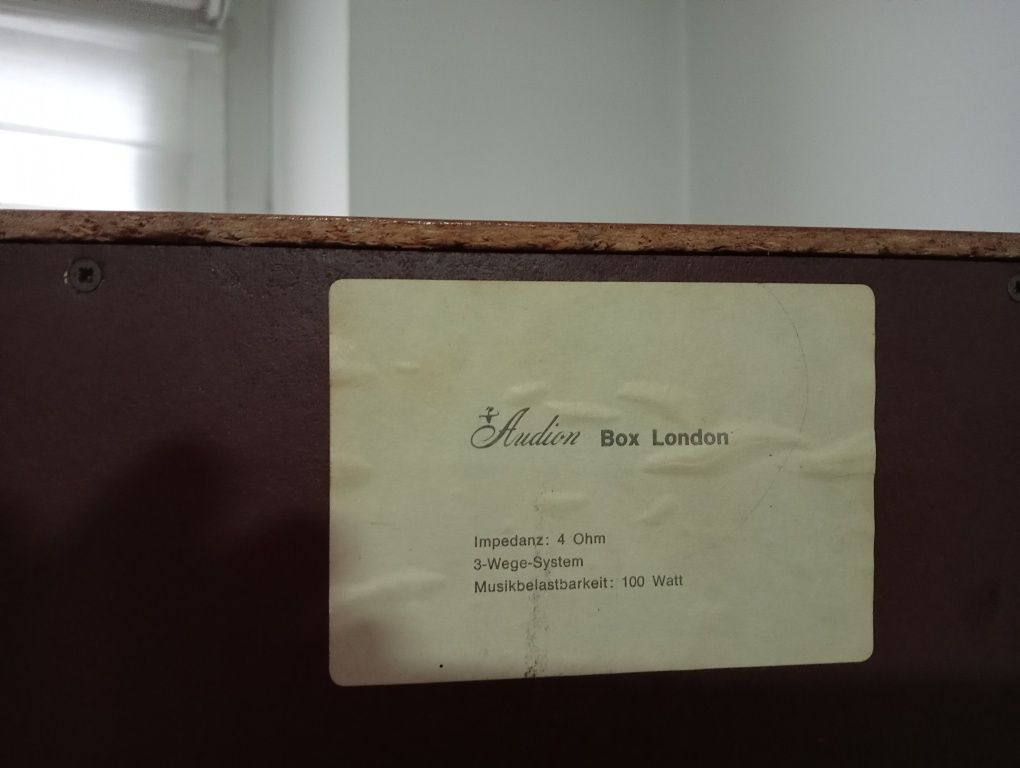 Audion Box London
Impedanz: 4 Ohm
3-Wege-System
Musikbelastbarkeit: 100 Watt